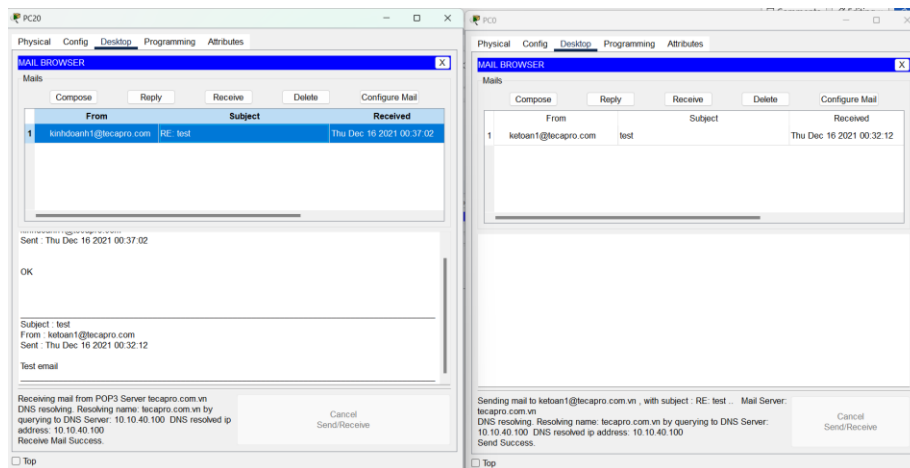 PC20
Physical Config Desktop Programming Attributes
MAIL BROWSER X
Mails
Compose Reply Receive Delete Configure Mail
From Subject Received
1 kinhdoanh1@tecapro.com RE: test Thu Dec 16 2021 00:37:02
Sent : Thu Dec 16 2021 00:37:02
OK
Subject : test
From : ketoan1@tecapro.com
Sent : Thu Dec 16 2021 00:32:12
Test email
Receiving mail from POP3 Server tecapro.com.vn
DNS resolving. Resolving name: tecapro.com.vn by
querying to DNS Server: 10.10.40.100 DNS resolved ip
address: 10.10.40.100
Receive Mail Success.
Cancel
Send/Receive
Top
PC0
Physical Config Desktop Programming Attributes
MAIL BROWSER X
Mails
Compose Reply Receive Delete Configure Mail
From Subject Received
1 ketoan1@tecapro.com test Thu Dec 16 2021 00:32:12
Sending mail to ketoan1@tecapro.com.vn , with subject : RE: test .. Mail Server:
tecapro.com.vn
DNS resolving. Resolving name: tecapro.com.vn by querying to DNS Server:
10.10.40.100 DNS resolved ip address: 10.10.40.100
Send Success.
Cancel
Send/Receive
Top